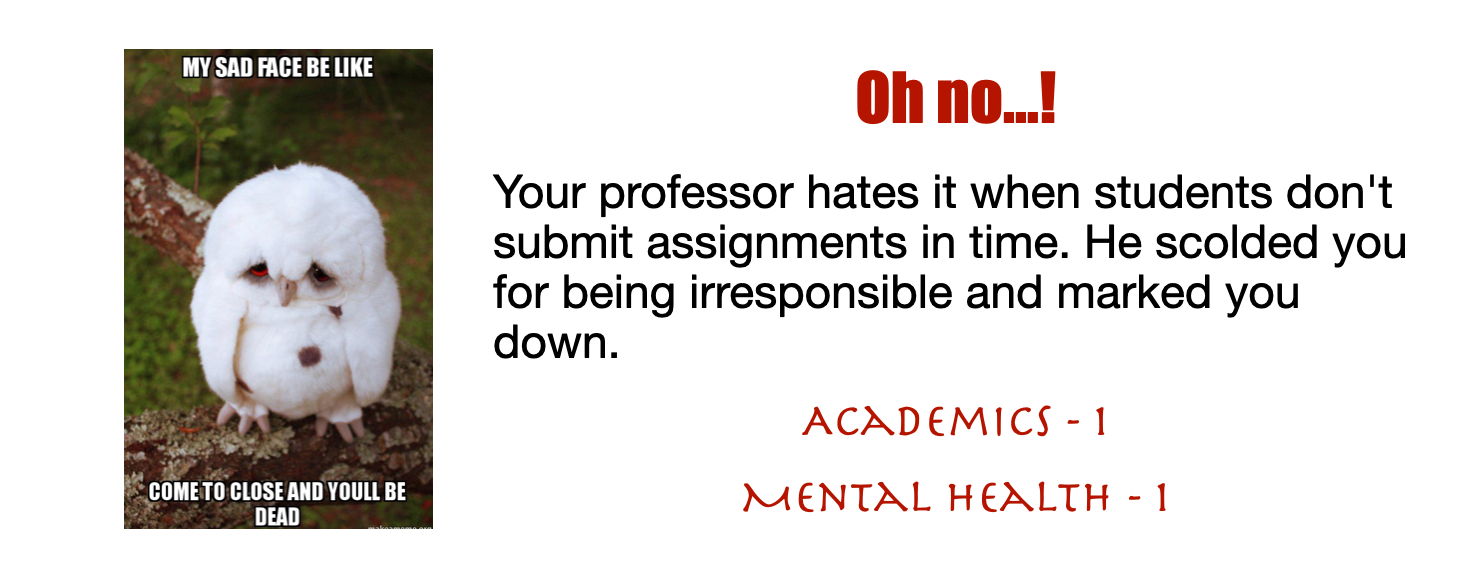 MY SAD FACE BE LIKE
COME TO CLOSE AND YOULL BE
DEAD
Oh no...!
Your professor hates it when students don't
submit assignments in time. He scolded you
for being irresponsible and marked you
down.
ACADEMICS - 1
MENTAL HEALTH - 1